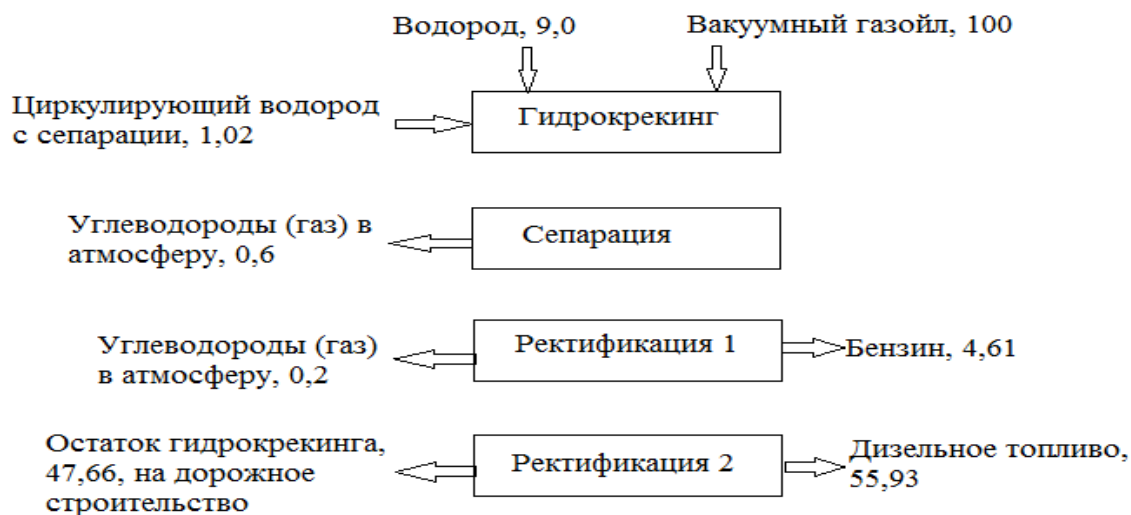 Водород, 9,0
Вакуумный газойл, 100
Циркулирующий водород
с сепарации, 1,02
Гидрокрекинг
Углеводороды (газ) в
атмосферу, 0,6
Сепарация
Углеводороды (газ)
в атмосферу, 0,2
Ректификация 1
Бензин, 4,61
Остаток гидрокрекинга,
47,66, на дорожное
строительство
Ректификация 2
Дизельное топливо,
55,93